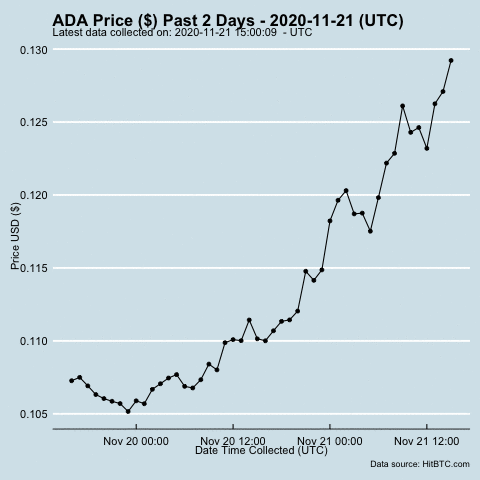 ADA Price ($) Past 2 Days - 2020-11-21 (UTC)
Latest data collected on: 2020-11-21 15:00:09  - UTC
0.130
0.125
0.120
0.115
0.110
0.105
Price USD ($)
Nov 20 00:00 Nov 20 12:00 Nov 21 00:00 Nov 21 12:00
Date Time Collected (UTC)
Data source: HitBTC.com